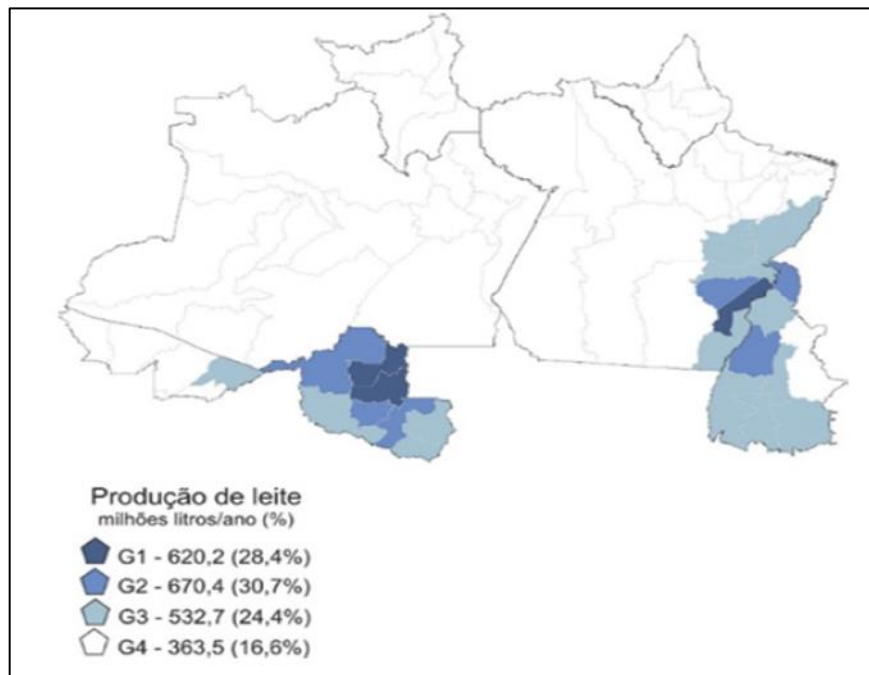 Produção de leite
milhões litros/ano (%)
G1 - 620,2 (28,4%)
G2 - 670,4 (30,7%)
G3 - 532,7 (24,4%)
G4 - 363,5 (16,6%)